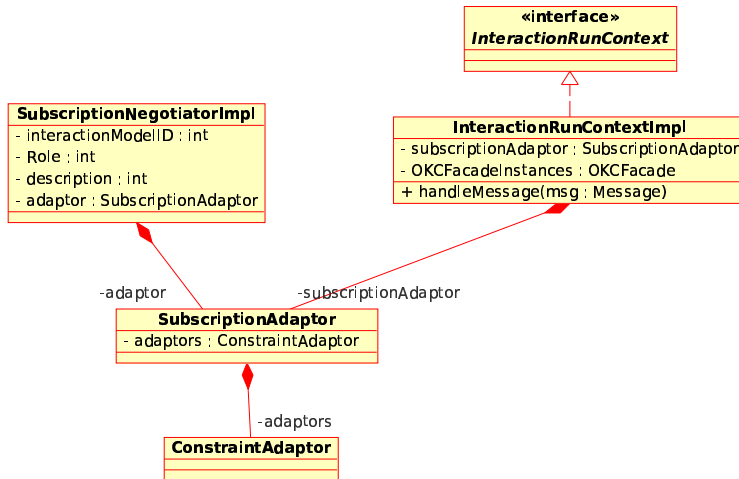 «interface»
InteractionRunContext
SubscriptionNegotiatorImpl
- interactionModelID : int
- Role : int
- description : int
- adaptor : SubscriptionAdaptor
InteractionRunContextImpl
- subscriptionAdaptor : SubscriptionAdaptor
- OKCFacadeInstances : OKCFacade
+ handleMessage(msg : Message)
-adaptor
-subscriptionAdaptor
SubscriptionAdaptor
- adaptors : ConstraintAdaptor
-adaptors
ConstraintAdaptor